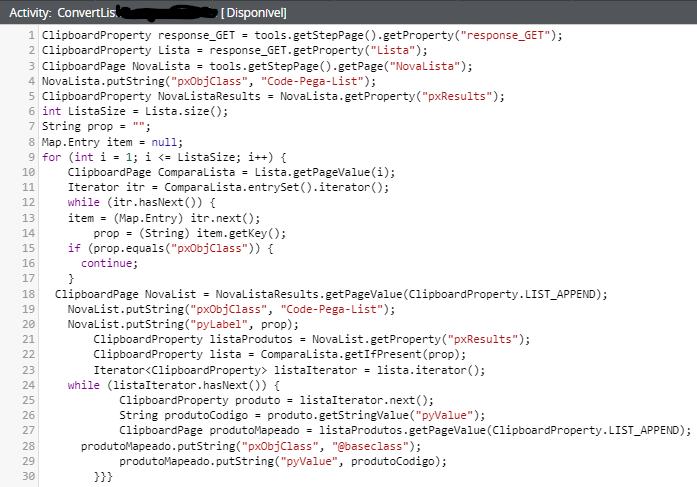 Activity: ConvertLis [Disponível]
1 ClipboardProperty response_GET = tools.getStepPage().getProperty("response_GET");
2 ClipboardProperty Lista = response_GET.getProperty("Lista");
3 ClipboardPage NovaLista = tools.getStepPage().getPage("NovaLista");
4 NovaLista.putString("pxObjClass", "Code-Pega-List");
5 ClipboardProperty NovaListaResults = NovaLista.getProperty("pxResults");
6 int ListaSize = Lista.size();
7 String prop = "";
8 Map.Entry item = null;
9 for (int i = 1; i <= ListaSize; i++) {
10 ClipboardPage ComparaLista = Lista.getPageValue(i);
11 Iterator itr = ComparaLista.entrySet().iterator();
12 while (itr.hasNext()) {
13 item = (Map.Entry) itr.next();
14 prop = (String) item.getKey();
15 if (prop.equals("pxObjClass")) {
16 continue;
17 }
18 ClipboardPage NovaList = NovaListaResults.getPageValue(ClipboardProperty.LIST_APPEND);
19 NovaList.putString("pxObjClass", "Code-Pega-List");
20 NovaList.putString("pyLabel", prop);
21 ClipboardProperty listaProdutos = NovaList.getProperty("pxResults");
22 ClipboardProperty lista = ComparaLista.getIfPresent(prop);
23 Iterator<ClipboardProperty> listaIterator = lista.iterator();
24 while (listaIterator.hasNext()) {
25 ClipboardProperty produto = listaIterator.next();
26 String produtoCodigo = produto.getStringValue("pyValue");
27 ClipboardPage produtoMapeado = listaProdutos.getPageValue(ClipboardProperty.LIST_APPEND);
28 produtoMapeado.putString("pxObjClass", "@baseclass");
29 produtoMapeado.putString("pyValue", produtoCodigo);
30 }}}